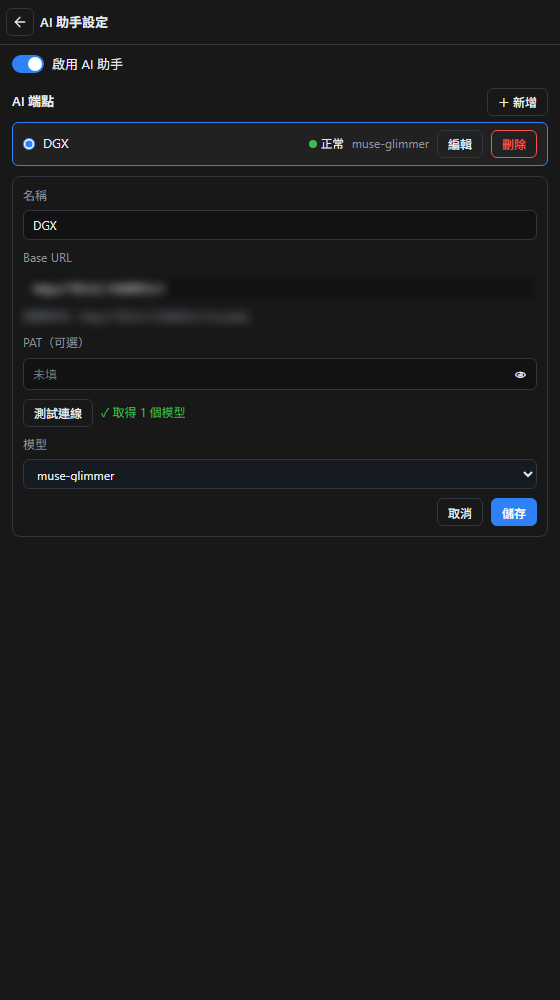 AI 助手設定
啟用 AI 助手
AI 端點
＋ 新增
DGX
正常 muse-glimmer 編輯 刪除
名稱
DGX
Base URL
PAT（可選）
未填
測試連線 ✓ 取得 1 個模型
模型
muse-glimmer
取消 儲存